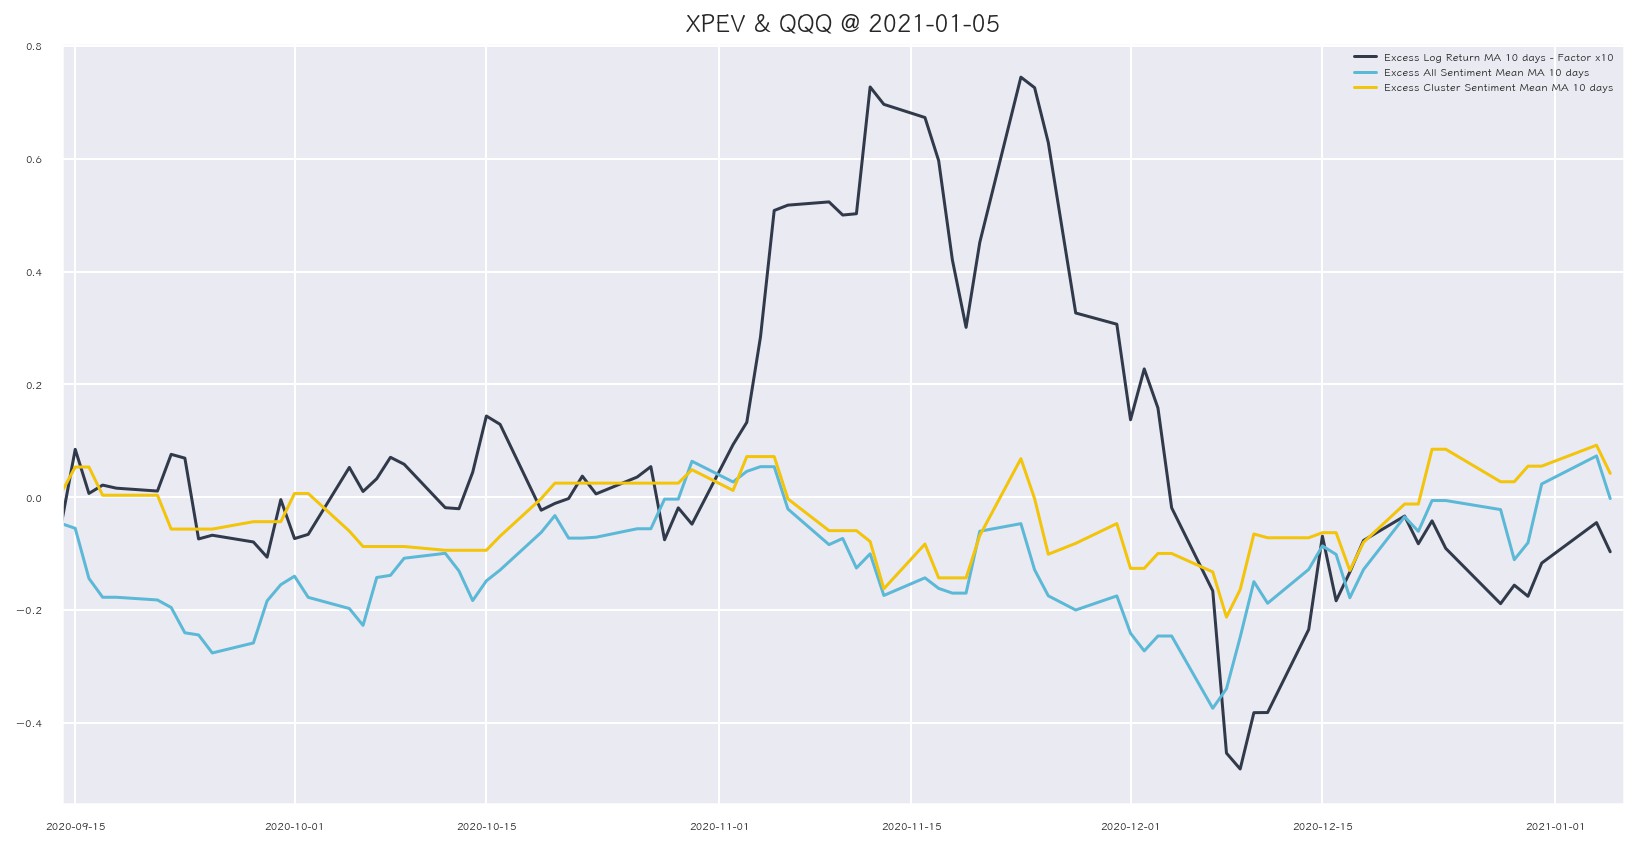 XPEV & QQQ @ 2021-01-05
Excess Log Return MA 10 days - Factor x10
Excess All Sentiment Mean MA 10 days
Excess Cluster Sentiment Mean MA 10 days
0.8
0.6
0.4
0.2
0.0
−0.2
−0.4
2020-09-15 2020-10-01 2020-10-15 2020-11-01 2020-11-15 2020-12-01 2020-12-15 2021-01-01